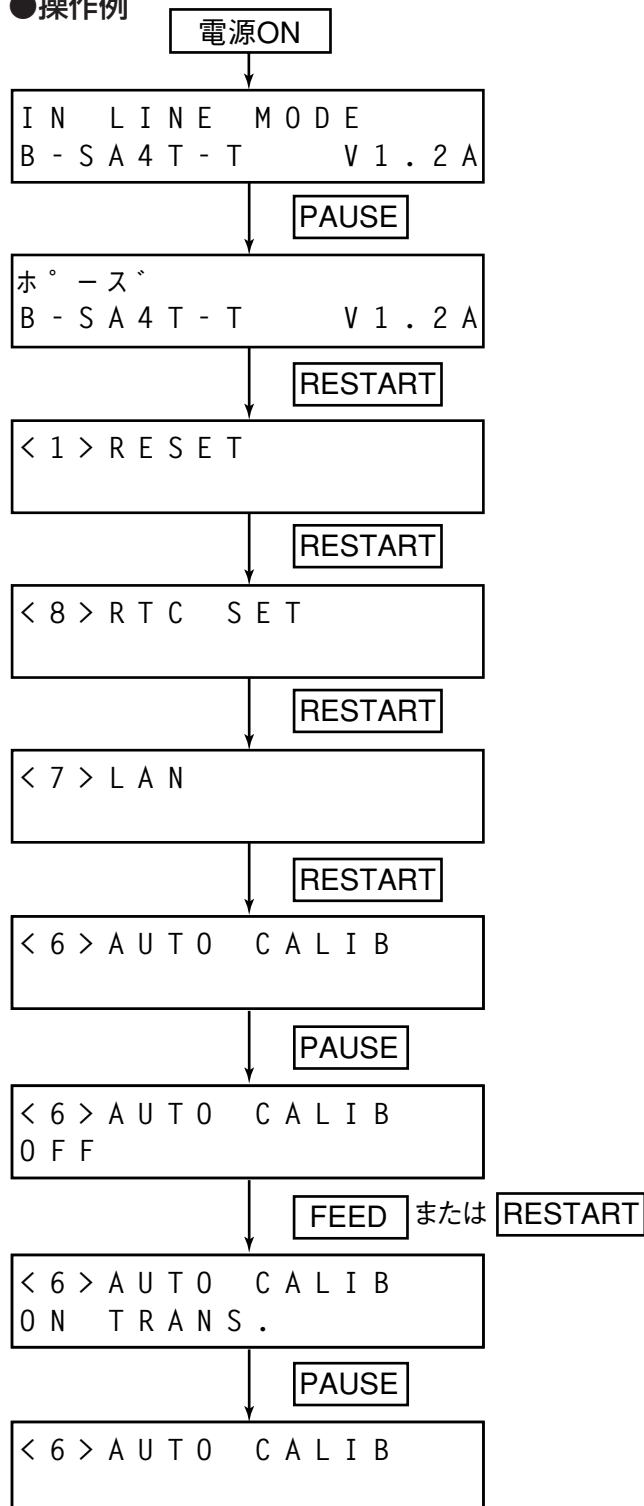 ●操作例
電源ON
IN LINE MODE
B-SA4T-T V1.2A
PAUSE
ホ゜ーズ
B-SA4T-T V1.2A
RESTART
<1>RESET
RESTART
<8>RTC SET
RESTART
<7>LAN
RESTART
<6>AUTO CALIB
PAUSE
<6>AUTO CALIB
OFF
FEED または RESTART
<6>AUTO CALIB
ON TRANS.
PAUSE
<6>AUTO CALIB